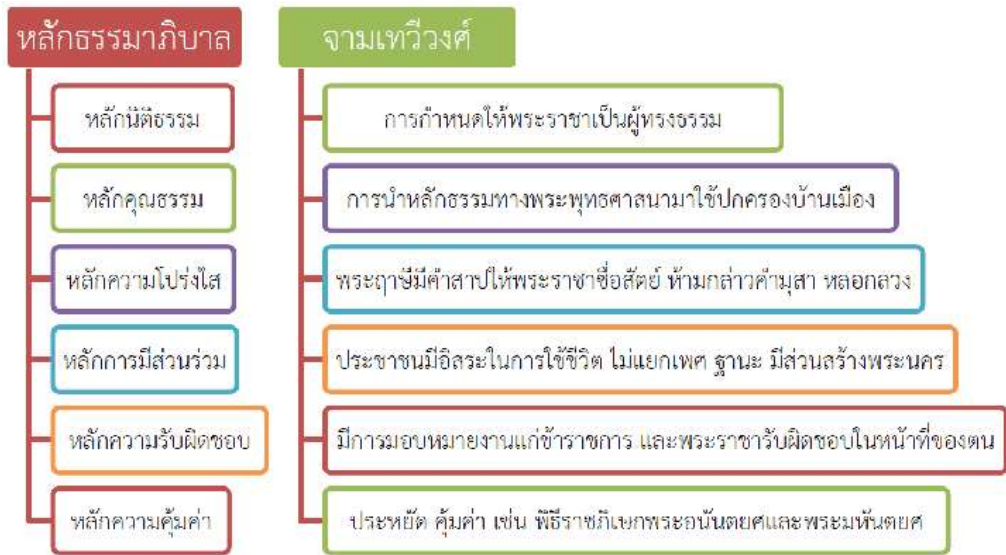 หลักธรรมาภิบาล
หลักนิติธรรม
หลักคุณธรรม
หลักความโปร่งใส
หลักการมีส่วนร่วม
หลักความรับผิดชอบ
หลักความคุ้มค่า
จามเทวีวงศ์
การกำหนดให้พระราชาเป็นผู้ทรงธรรม
การนำหลักธรรมทางพระพุทธศาสนามาใช้ปกครองบ้านเมือง
พระฤาษีมีคำสาปให้พระราชาซื่อสัตย์ ห้ามกล่าวคำมุสา หลอกลวง
ประชาชนมีอิสระในการใช้ชีวิต ไม่แยกเพศ ฐานะ มีส่วนสร้างพระนคร
มีการมอบหมายงานแก่ข้าราชการ และพระราชารับผิดชอบในหน้าที่ของตน
ประหยัด คุ้มค่า เช่น พิธีราชภิเษกพระอนันตยศและพระมหันตยศ